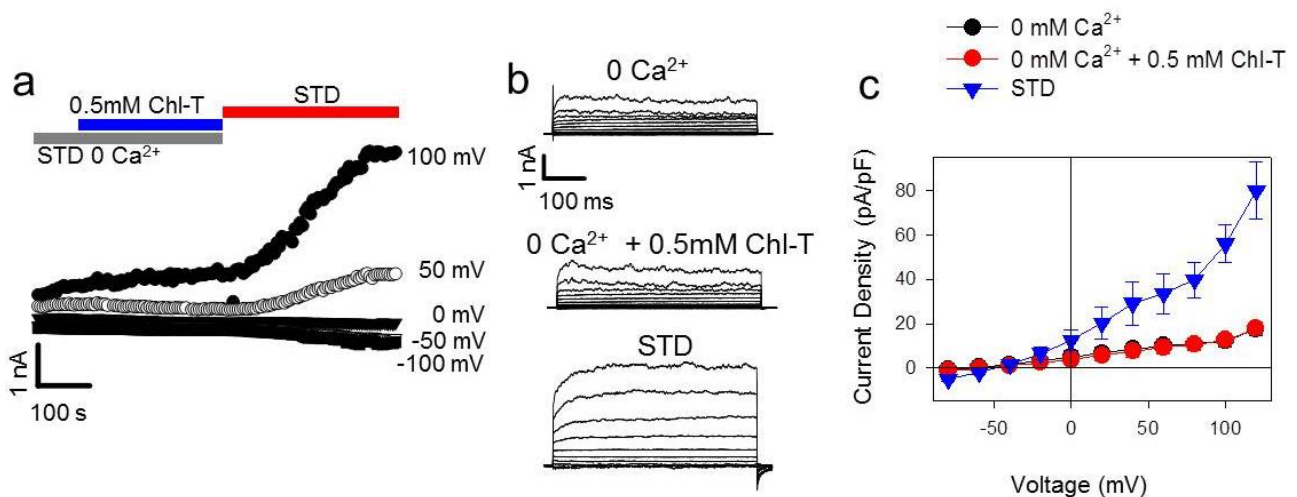 a
0.5mM Chl-T
STD
STD 0 Ca²⁺
100 mV
50 mV
0 mV
-50 mV
-100 mV
1 nA
100 s
b
0 Ca²⁺
1 nA
100 ms
0 Ca²⁺ + 0.5mM Chl-T
STD
0 mM Ca²⁺
0 mM Ca²⁺ + 0.5 mM Chl-T
STD
c
Current Density (pA/pF)
80
60
40
20
0
-50 0 50 100
Voltage (mV)